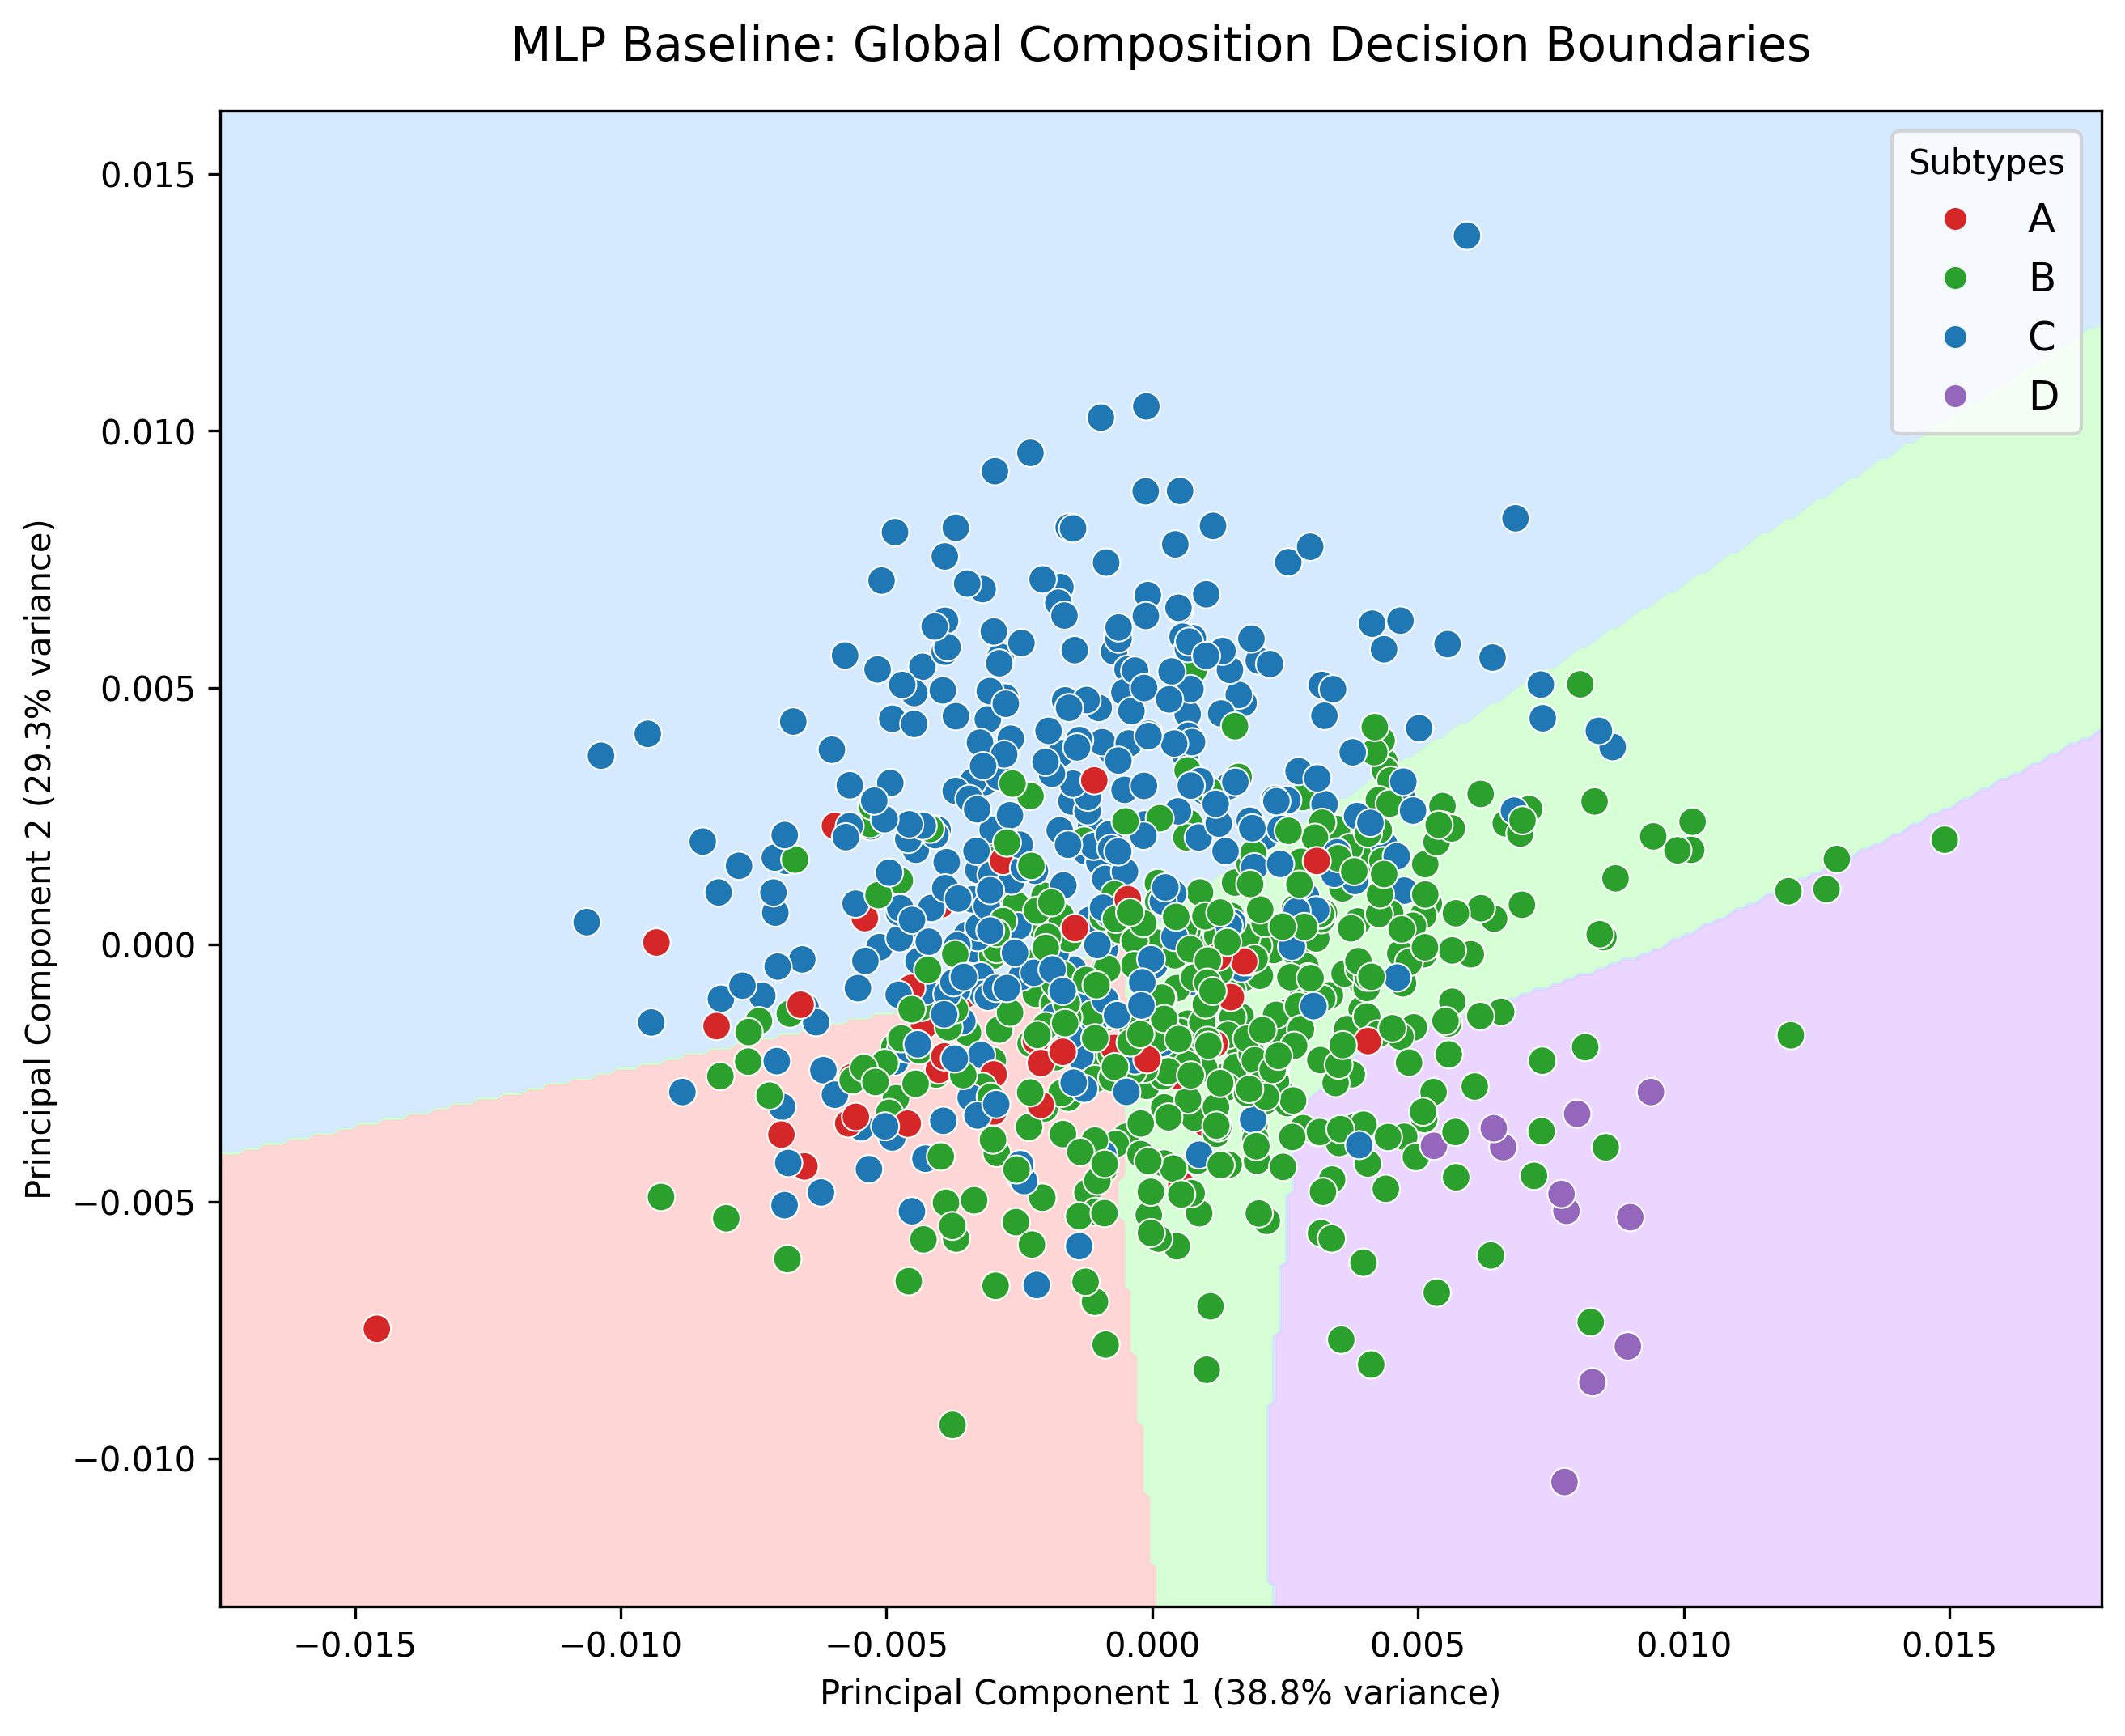 MLP Baseline: Global Composition Decision Boundaries
Subtypes
A
B
C
D
Principal Component 2 (29.3% variance)
0.015
0.010
0.005
0.000
−0.005
−0.010
−0.015
−0.010
−0.005
0.000
0.005
0.010
0.015
Principal Component 1 (38.8% variance)